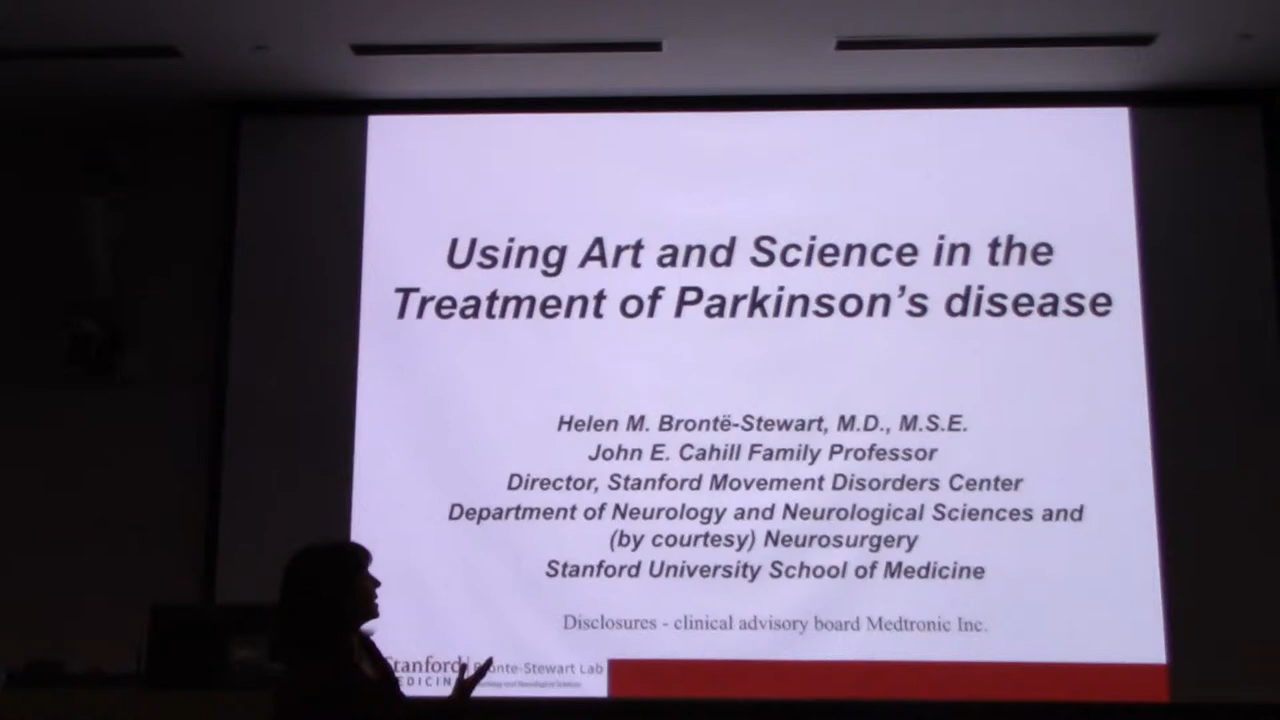 Using Art and Science in the
Treatment of Parkinson's disease
Helen M. Brontë-Stewart, M.D., M.S.E.
John E. Cahill Family Professor
Director, Stanford Movement Disorders Center
Department of Neurology and Neurological Sciences and
(by courtesy) Neurosurgery
Stanford University School of Medicine
Disclosures - clinical advisory board Medtronic Inc.
Stanford
MEDICINE
Bronte-Stewart Lab